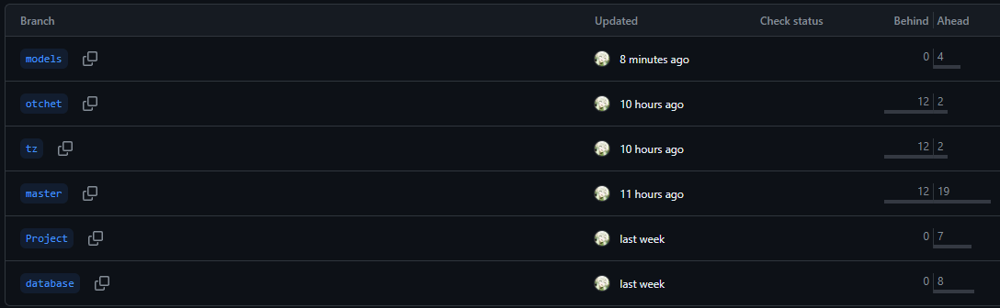 Branch Updated Check status Behind Ahead
models 8 minutes ago 0 4
otchet 10 hours ago 12 2
tz 10 hours ago 12 2
master 11 hours ago 12 19
Project last week 0 7
database last week 0 8